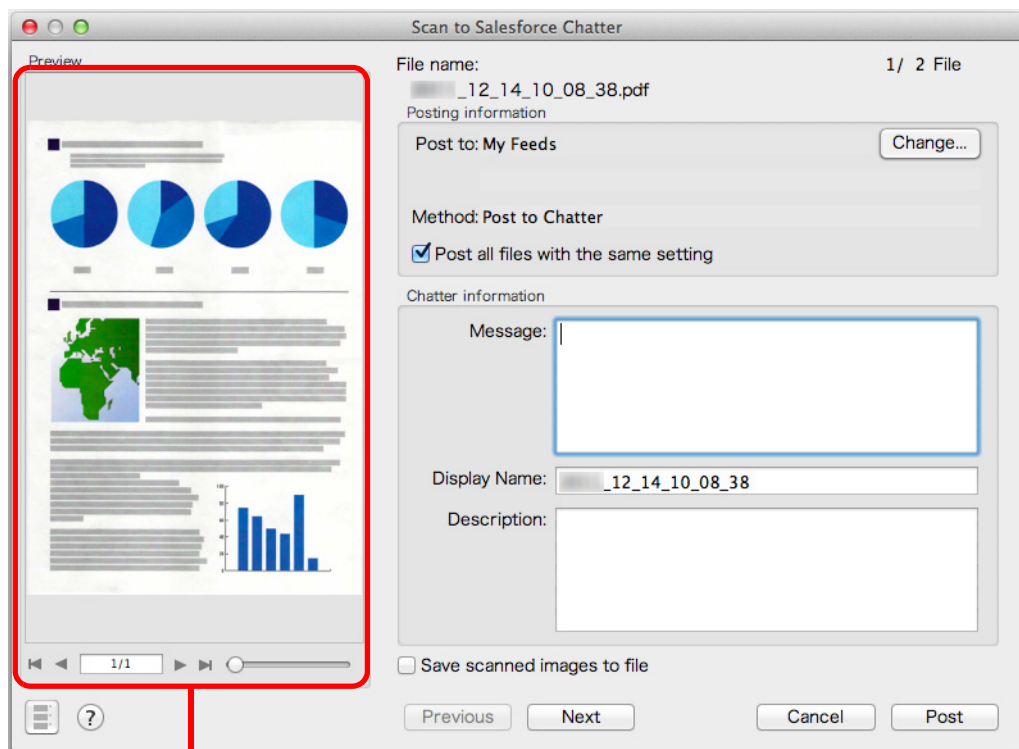 Scan to Salesforce Chatter
Preview
1/1
File name:
1/ 2 File
_12_14_10_08_38.pdf
Posting information
Post to: My Feeds
Change...
Method: Post to Chatter
Post all files with the same setting
Chatter information
Message:
Display Name: _12_14_10_08_38
Description:
Save scanned images to file
?
Previous
Next
Cancel
Post